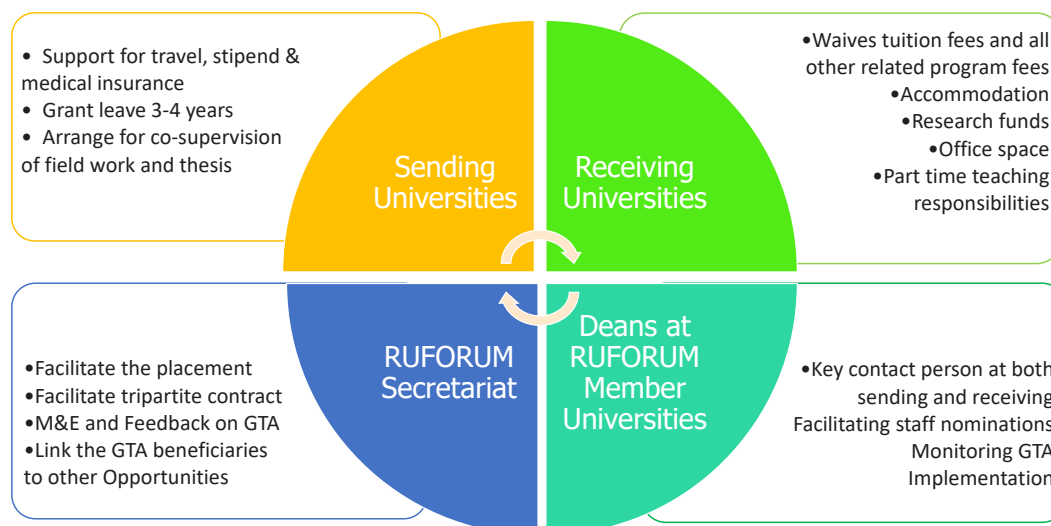 • Support for travel, stipend &
medical insurance
• Grant leave 3-4 years
• Arrange for co-supervision
of field work and thesis
Sending
Universities
Receiving
Universities
•Waives tuition fees and all
other related program fees
•Accommodation
•Research funds
•Office space
•Part time teaching
responsibilities
•Facilitate the placement
•Facilitate tripartite contract
•M&E and Feedback on GTA
•Link the GTA beneficiaries
to other Opportunities
RUFORUM
Secretariat
Deans at
RUFORUM
Member
Universities
•Key contact person at both
sending and receiving
Facilitating staff nominations
Monitoring GTA
Implementation